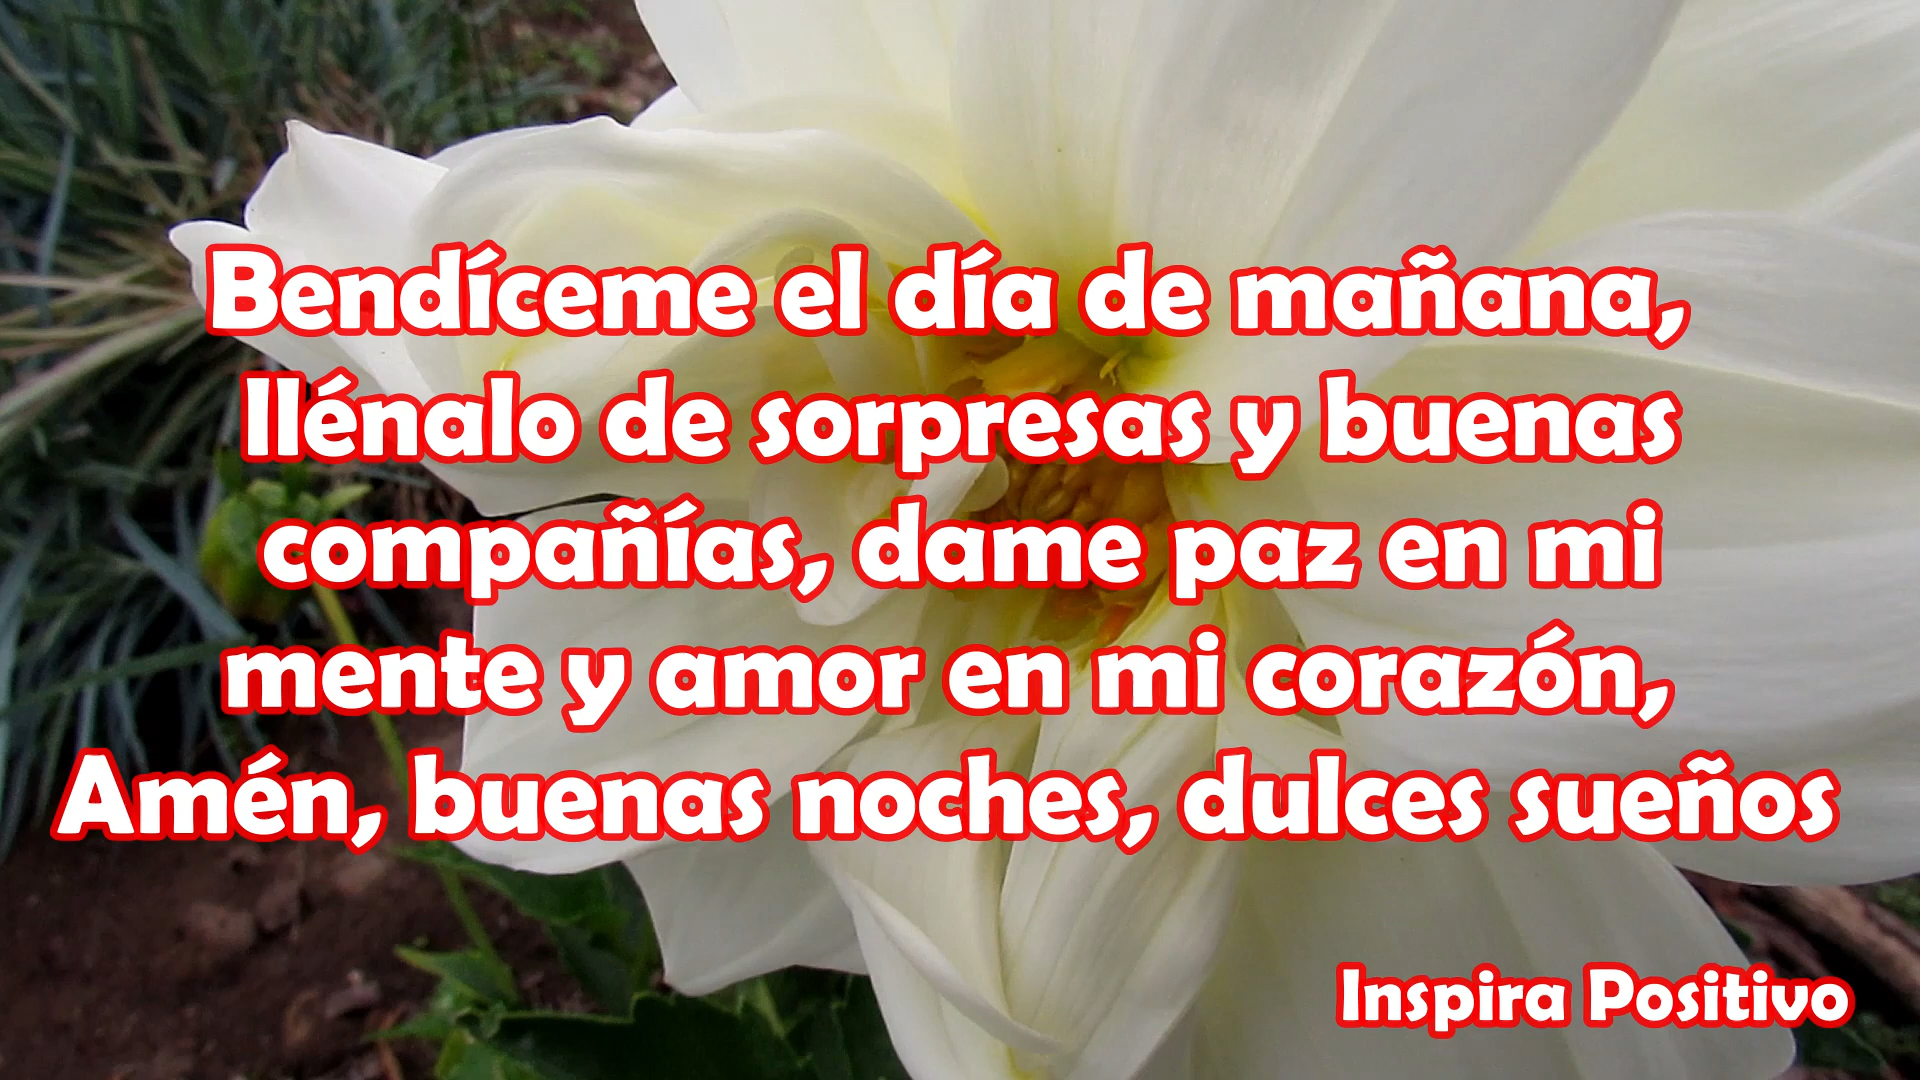 Bendíceme el día de mañana,
llénalo de sorpresas y buenas
compañías, dame paz en mi
mente y amor en mi corazón,
Amén, buenas noches, dulces sueños
Inspira Positivo